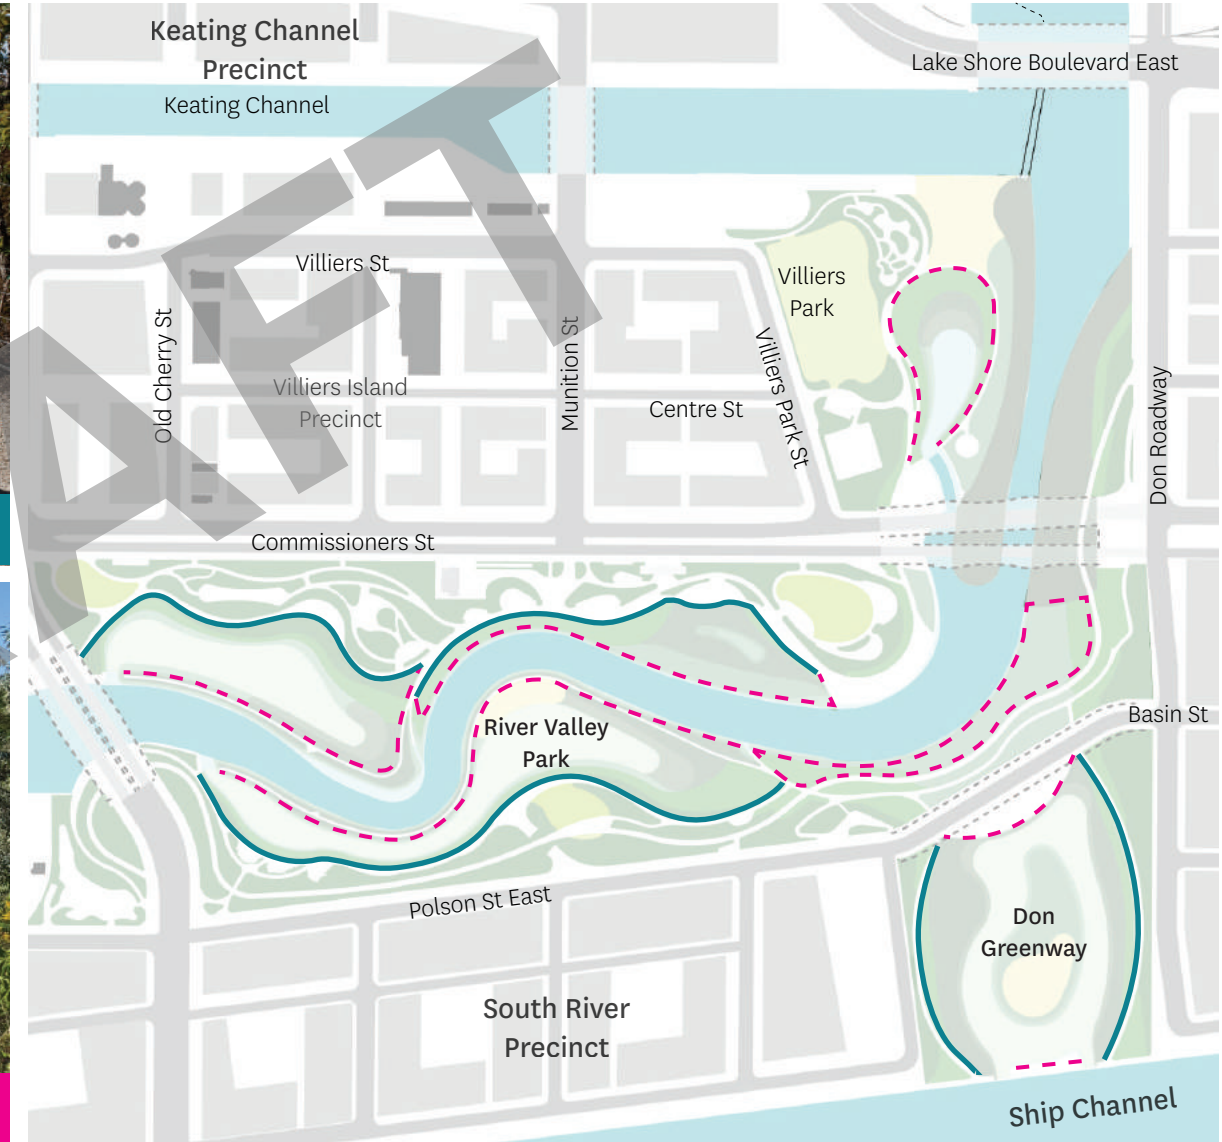 Keating Channel
Precinct
Keating Channel
Lake Shore Boulevard East
Villiers St
Villiers
Park
Old Cherry St
Villiers Island
Precinct
Munition St
Centre St
Villiers Park St
Don Roadway
Commissioners St
River Valley
Park
Basin St
Polson St East
Don
Greenway
South River
Precinct
Ship Channel
AFT